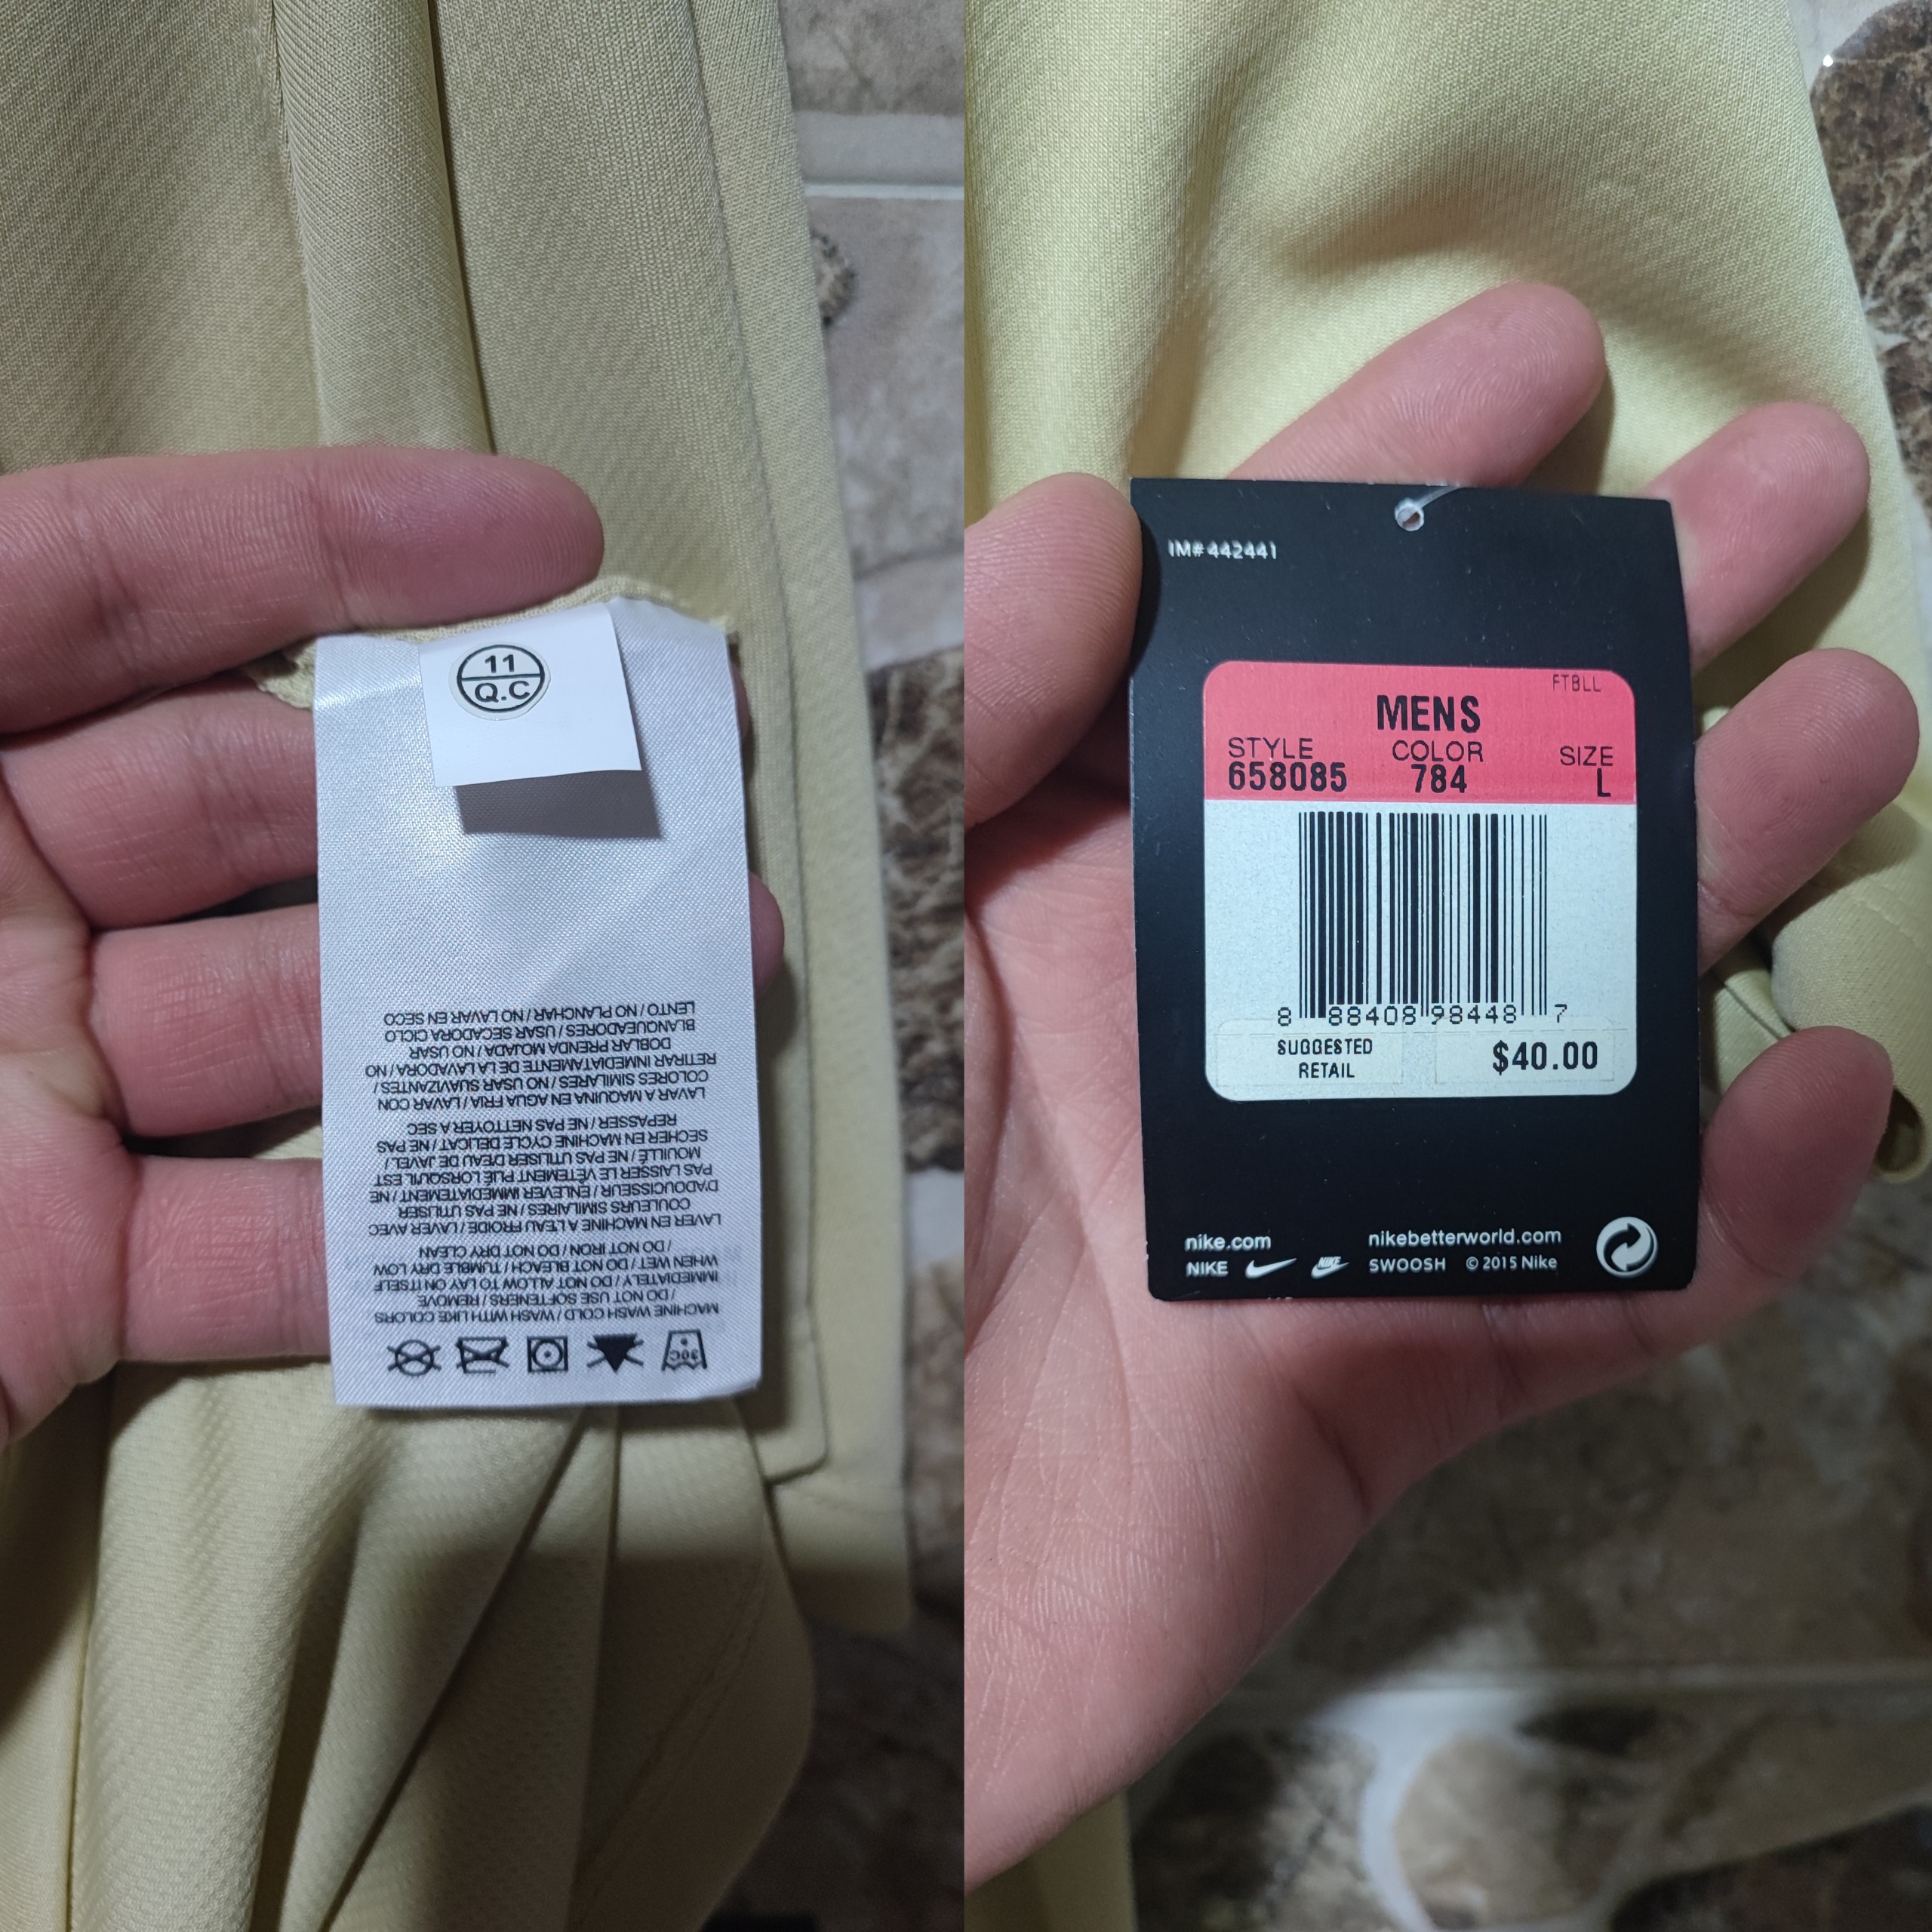 11
Q.C
MACHINE WASH COLD / WASH WITH LIKE COLORS
/ DO NOT USE SOFTENERS / REMOVE
IMMEDIATELY / DO NOT ALLOW TO LAY ON ITSELF
WHEN WET / DO NOT BLEACH / TUMBLE DRY LOW
/ DO NOT IRON / DO NOT DRY CLEAN
LAVER EN MACHINE A L'EAU FROIDE / LAVER AVEC
COULEURS SIMILAIRES / NE PAS UTILISER
D'ADOUCISSEUR / ENLEVER IMMEDIATEMENT / NE
PAS LAISSER LE VÊTEMENT PLIÉ LORSQU'IL EST
MOUILLÉ / NE PAS UTILISER D'EAU DE JAVEL /
SECHER EN MACHINE CYCLE DELICAT / NE PAS
REPASSER / NE PAS NETTOYER A SEC
LAVAR A MAQUINA EN AGUA FRIA / LAVAR CON
COLORES SIMILARES / NO USAR SUAVIZANTES /
RETIRAR INMEDIATAMENTE DE LA LAVADORA / NO
DOBLAR PRENDA MOJADA / NO USAR
BLANQUEADORES / USAR SECADORA CICLO
LENTO / NO PLANCHAR / NO LAVAR EN SECO
30C
IM# 442441
FTBLL
MENS
STYLE COLOR SIZE
658085 784 L
8 88408 98448 7
SUGGESTED
RETAIL
$40.00
nike.com nikebetterworld.com
NIKE NIKE SWOOSH © 2015 Nike